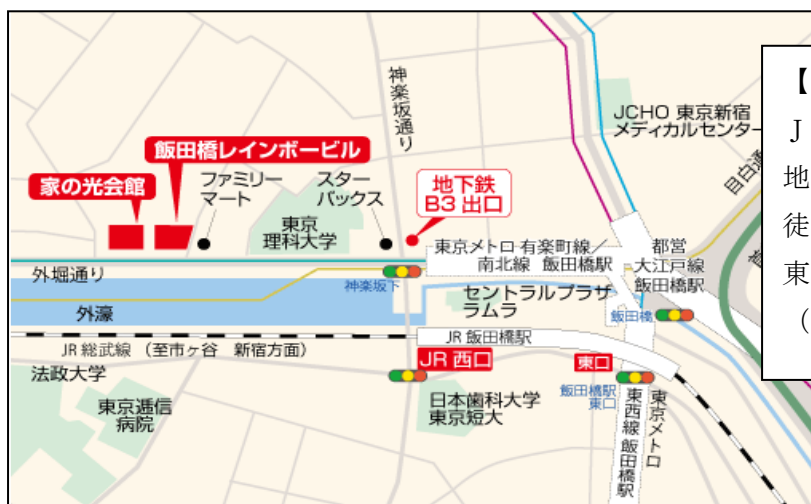 神楽坂通り
JCHO 東京新宿
メディカルセンター
飯田橋レインボービル
家の光会館
ファミリー
マート
スター
バックス
地下鉄
B3 出口
東京
理科大学
目白通
東京メトロ 有楽町線／
南北線 飯田橋駅
都営
大江戸線
飯田橋駅
外堀通り
神楽坂下
セントラルプラザ
ラムラ
飯田橋
外濠
JR 飯田橋駅
JR 総武線 （至市ヶ谷 新宿方面）
JR 西口
東口
法政大学
東京逓信
病院
日本歯科大学
東京短大
飯田橋駅
東口
東京メトロ
東西線 飯田橋駅
【
Ｊ
地
徒
東
（